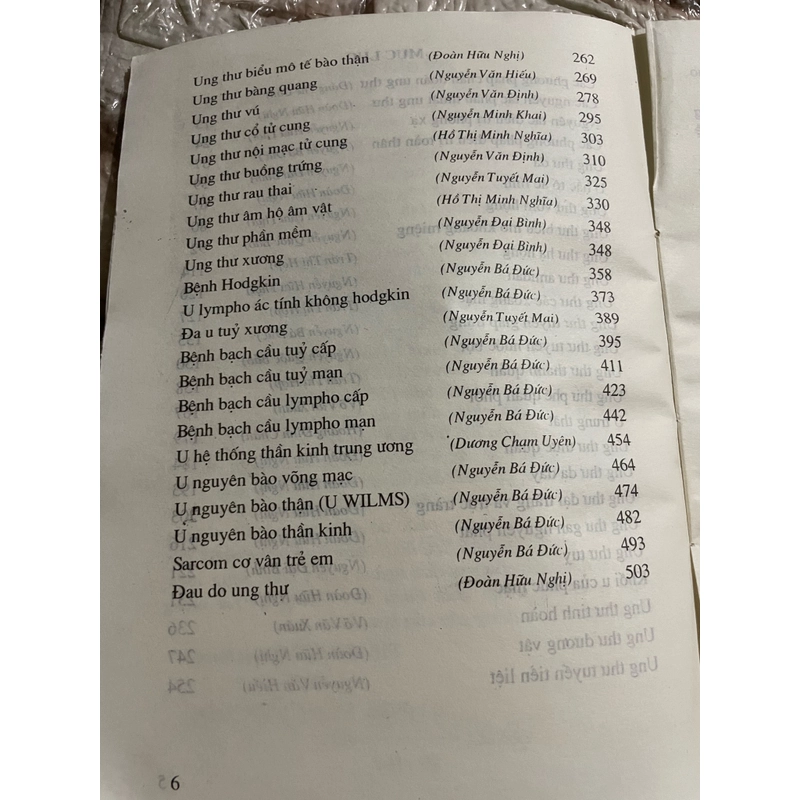 Ung thư biểu mô tế bào thận (Đoàn Hữu Nghị) 262
Ung thư bàng quang (Nguyễn Văn Hiếu) 269
Ung thư vú (Nguyễn Văn Định) 278
Ung thư cổ tử cung (Nguyễn Minh Khai) 295
Ung thư nội mạc tử cung (Hồ Thị Minh Nghĩa) 303
Ung thư buồng trứng (Nguyễn Văn Định) 310
Ung thư rau thai (Nguyễn Tuyết Mai) 325
Ung thư âm hộ âm vật (Hồ Thị Minh Nghĩa) 330
Ung thư phần mềm (Nguyễn Đại Bình) 348
Ung thư xương (Nguyễn Đại Bình) 348
Bệnh Hodgkin (Nguyễn Bá Đức) 358
U lympho ác tính không hodgkin (Nguyễn Bá Đức) 373
Đa u tuỷ xương (Nguyễn Tuyết Mai) 389
Bệnh bạch cầu tuỷ cấp (Nguyễn Bá Đức) 395
Bệnh bạch cầu tuỷ mạn (Nguyễn Bá Đức) 411
Bệnh bạch cầu lympho cấp (Nguyễn Bá Đức) 423
Bệnh bạch cầu lympho mạn (Nguyễn Bá Đức) 442
U hệ thống thần kinh trung ương (Dương Chạm Uyên) 454
U nguyên bào võng mạc (Nguyễn Bá Đức) 464
U nguyên bào thận (U WILMS) (Nguyễn Bá Đức) 474
U nguyên bào thần kinh (Nguyễn Bá Đức) 482
Sarcom cơ vân trẻ em (Nguyễn Bá Đức) 493
Đau do ung thư (Đoàn Hữu Nghị) 503
6